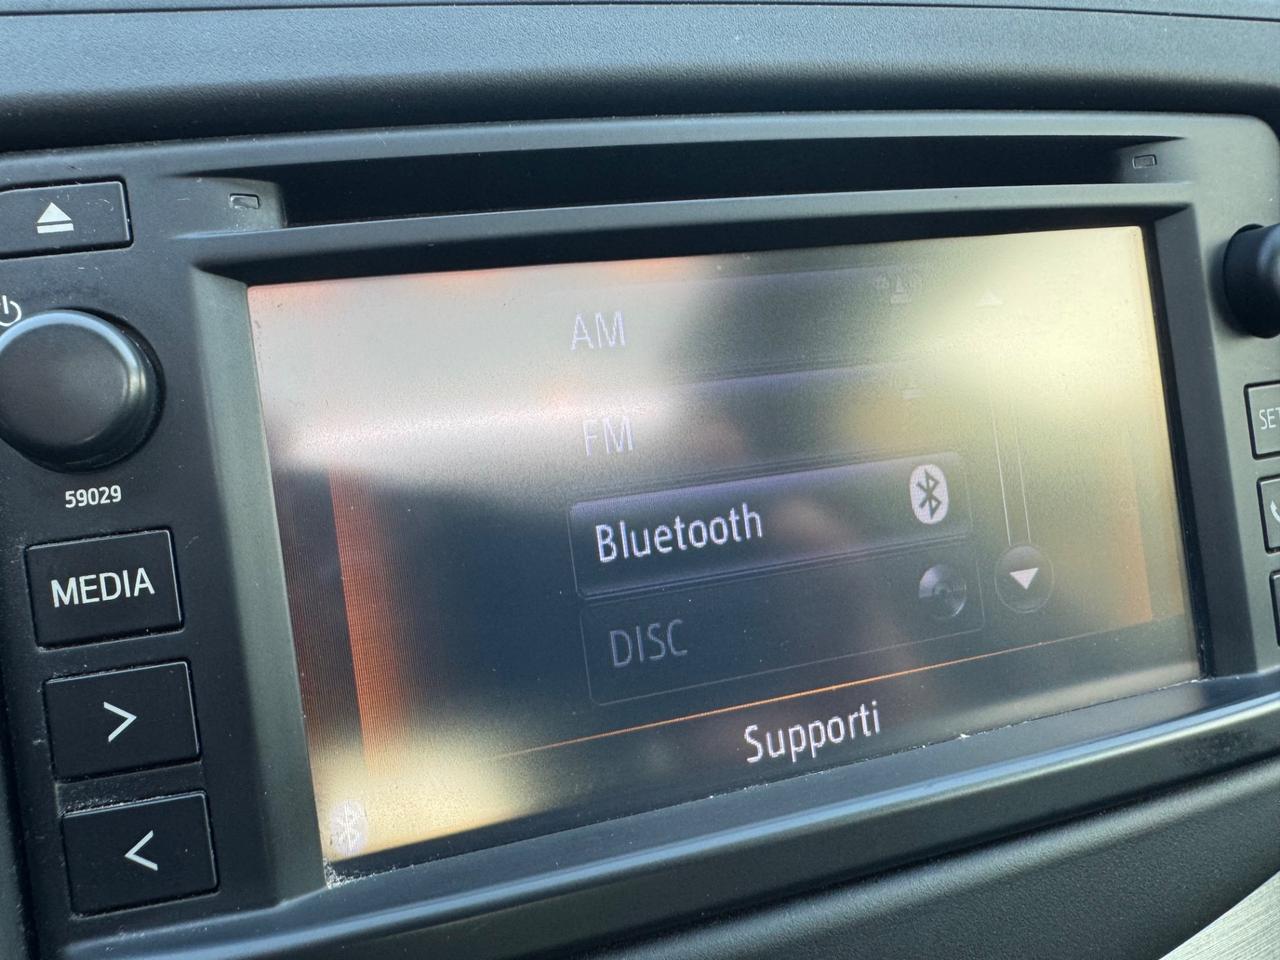 AM
FM
Bluetooth
DISC
Supporti
59029
MEDIA
>
<